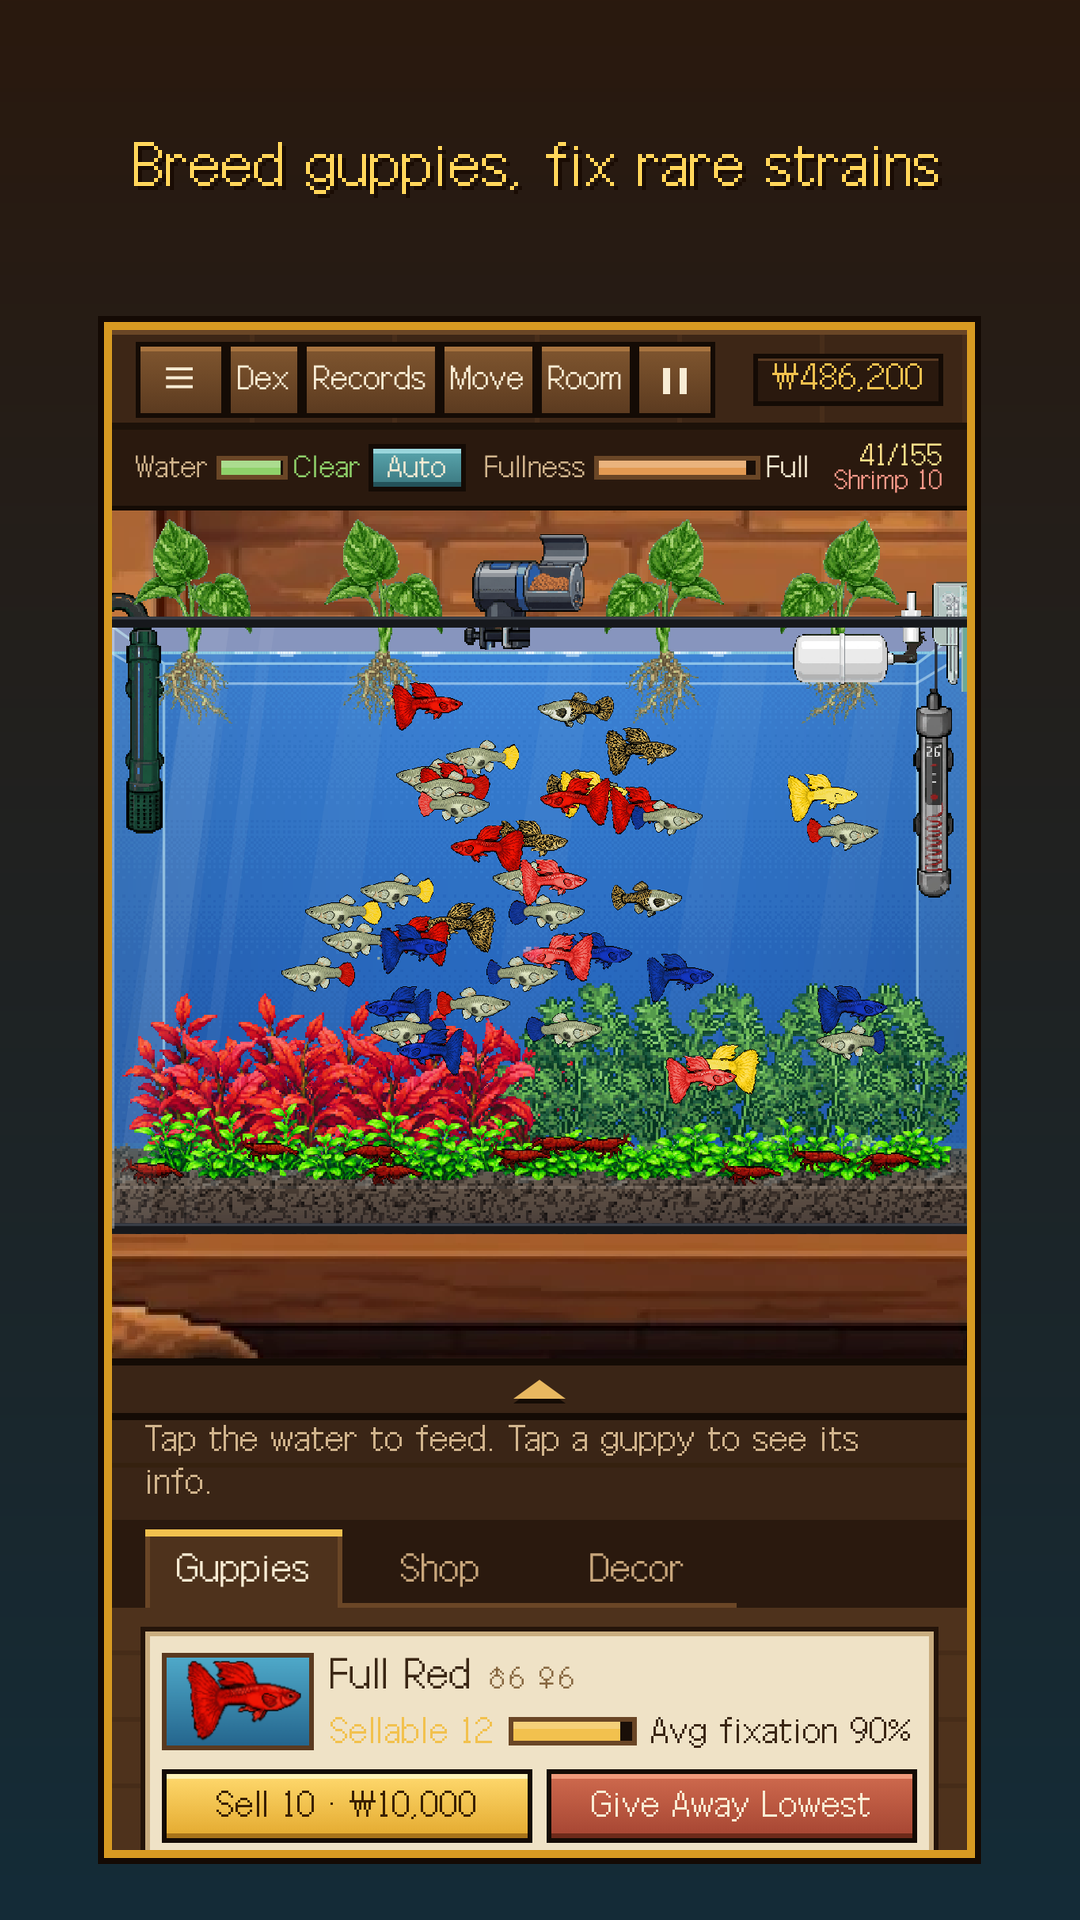 Breed guppies, fix rare strains
Dex Records Move Room ₩486,200
Water Clear Auto Fullness Full 41/155
Shrimp 10
26
Tap the water to feed. Tap a guppy to see its
info.
Guppies Shop Decor
Full Red ♂6 ♀6
Sellable 12 Avg fixation 90%
Sell 10 · ₩10,000 Give Away Lowest